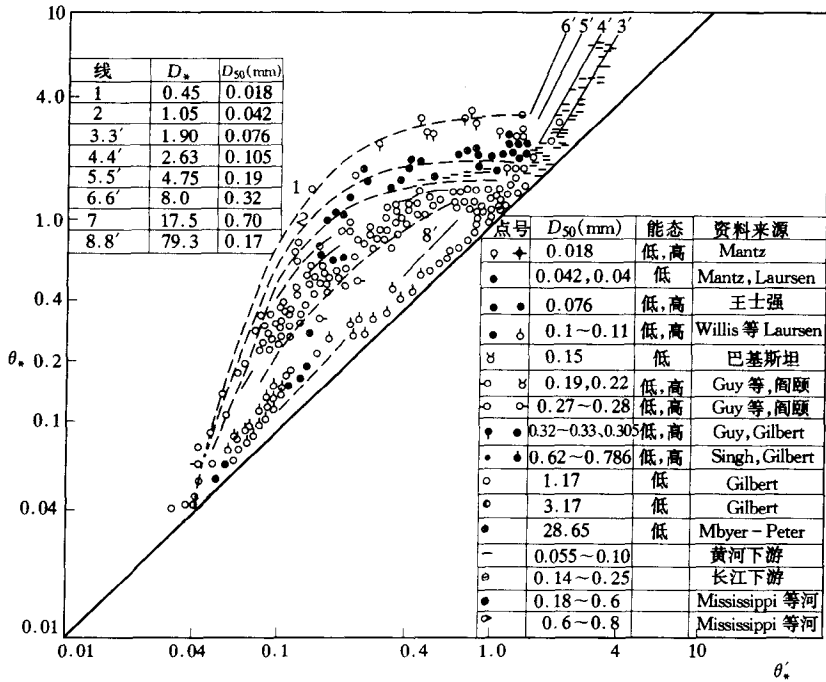 10
6′ 5′ 4′ 3′
线 D* D50(mm)
1 0.45 0.018
2 1.05 0.042
3.3′ 1.90 0.076
4.4′ 2.63 0.105
5.5′ 4.75 0.19
6.6′ 8.0 0.32
7 17.5 0.70
8.8′ 79.3 0.17
4.0
1
2
1.0
8′
点号 D50(mm) 能态 资料来源
0.018 低,高 Mantz
0.042,0.04 低 Mantz,Laursen
0.076 低,高 王士强
0.1~0.11 低,高 Willis 等 Laursen
0.15 低 巴基斯坦
0.19,0.22 低,高 Guy 等,阎颐
0.27~0.28 低,高 Guy 等,阎颐
0.32~0.33、0.305 低,高 Guy,Gilbert
0.62~0.786 低,高 Singh,Gilbert
1.17 低 Gilbert
3.17 低 Gilbert
28.65 低 Mbyer-Peter
0.055~0.10 黄河下游
0.14~0.25 长江下游
0.18~0.6 Mississippi 等河
0.6~0.8 Mississippi 等河
0.4
θ* 0.2
0.1
0.04
0.01
0.01 0.04 0.1 0.4 1.0 4 10
θ′*